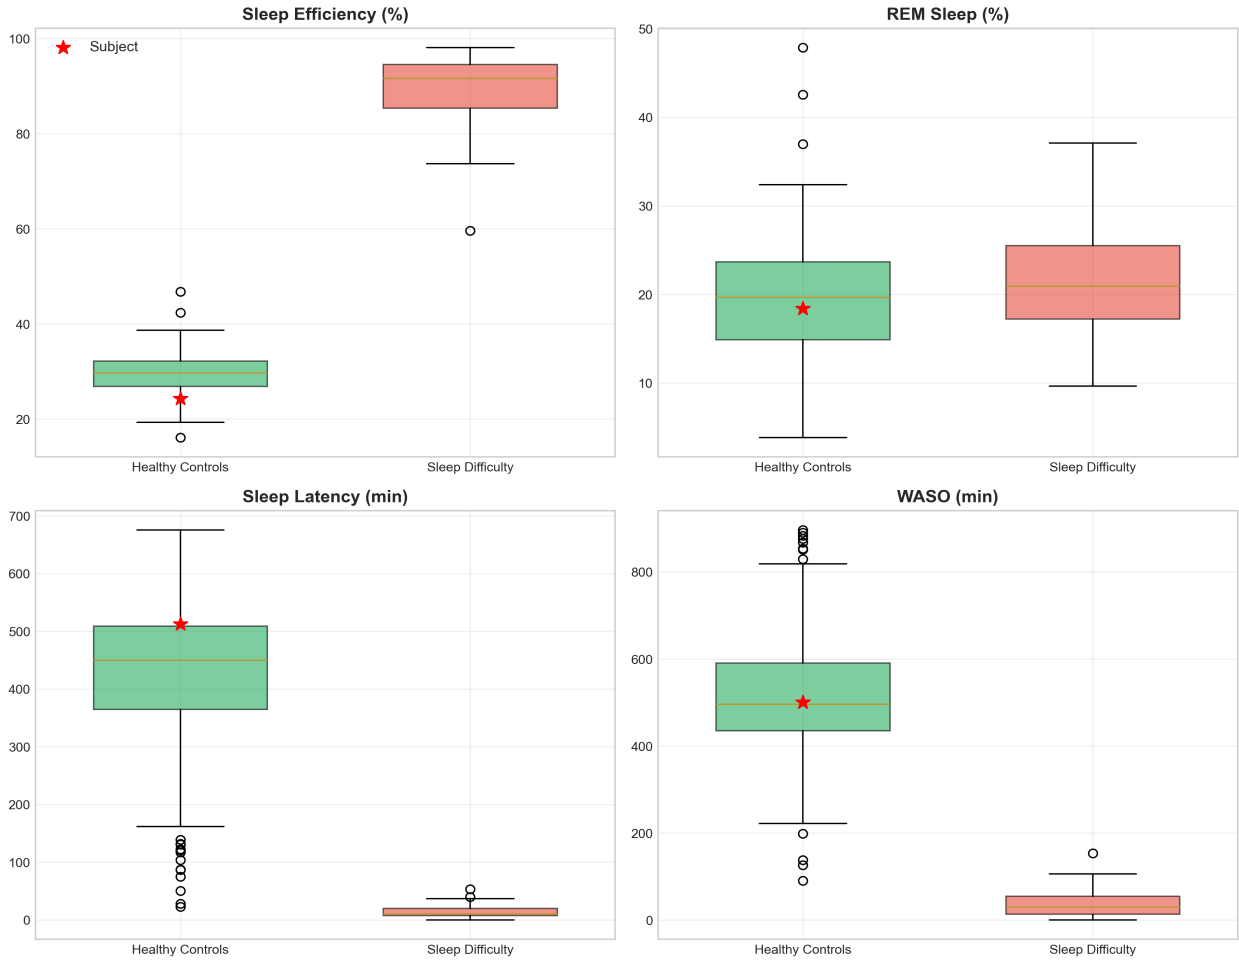 Sleep Efficiency (%)
100
80
60
40
20
Subject
Healthy Controls
Sleep Difficulty
REM Sleep (%)
50
40
30
20
10
Healthy Controls
Sleep Difficulty
Sleep Latency (min)
700
600
500
400
300
200
100
0
Healthy Controls
Sleep Difficulty
WASO (min)
800
600
400
200
0
Healthy Controls
Sleep Difficulty